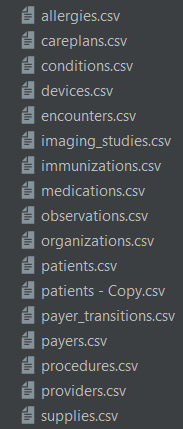 allergies.csv
careplans.csv
conditions.csv
devices.csv
encounters.csv
imaging_studies.csv
immunizations.csv
medications.csv
observations.csv
organizations.csv
patients.csv
patients - Copy.csv
payer_transitions.csv
payers.csv
procedures.csv
providers.csv
supplies.csv